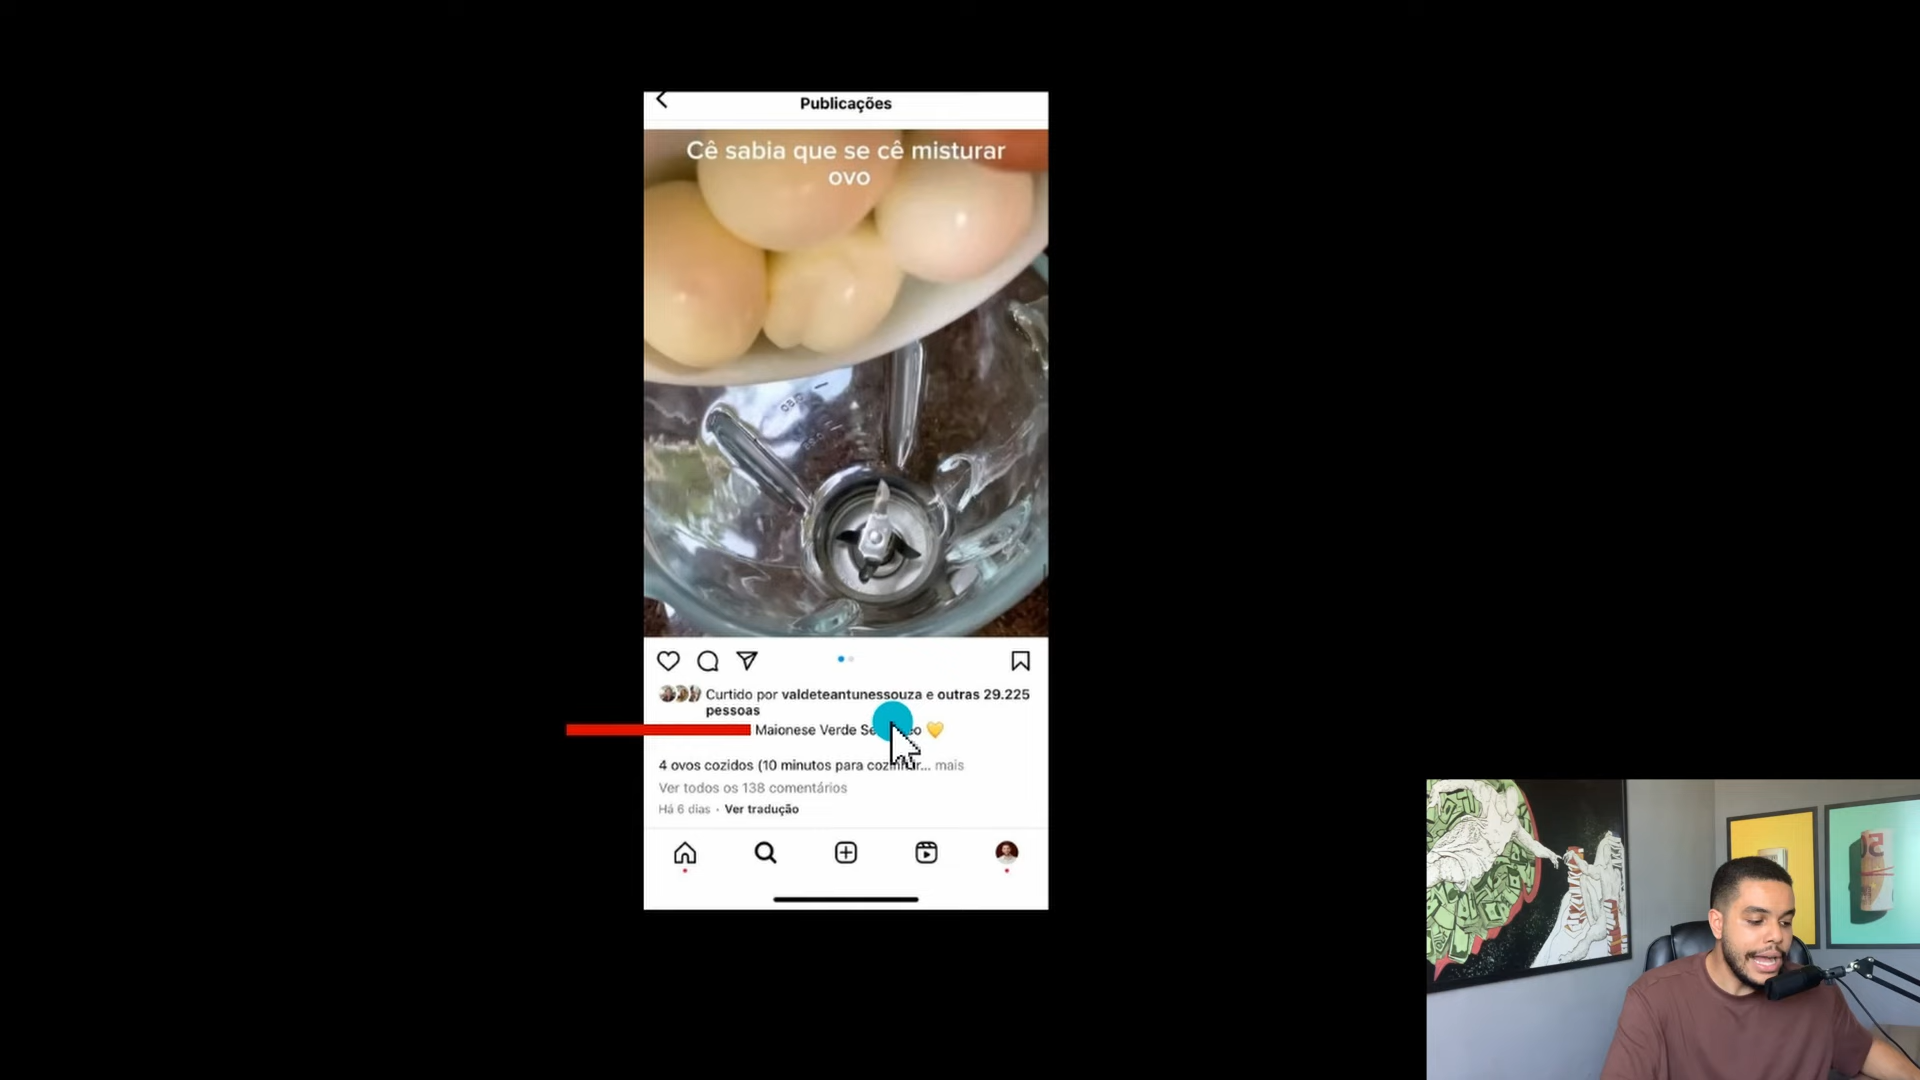 Publicações
Cê sabia que se cê misturar
ovo
Curtido por valdeteantunessouza e outras 29.225
pessoas
Maionese Verde 💛
4 ovos cozidos (10 minutos para ... mais
Ver todos os 138 comentários
Há 6 dias · Ver tradução